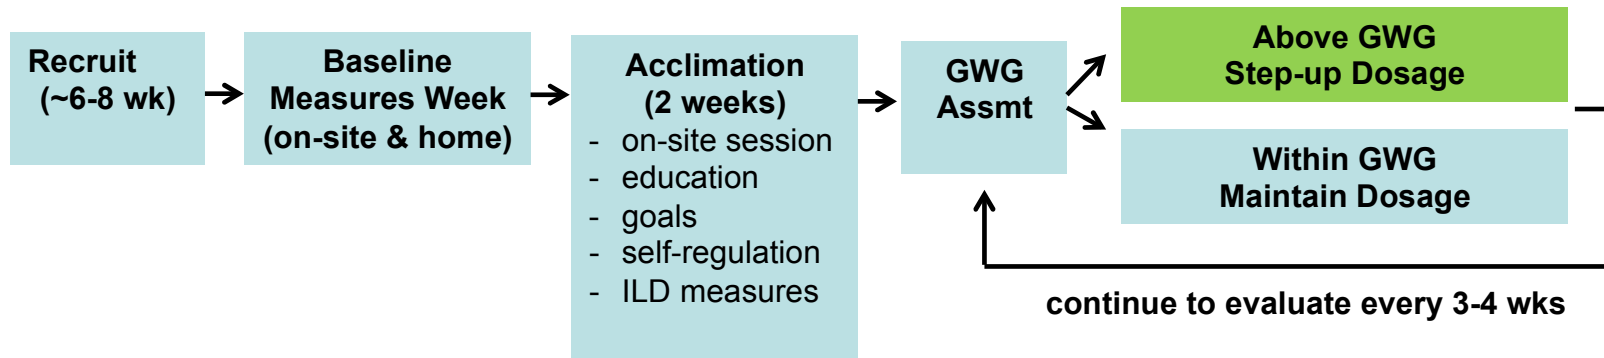 Recruit
(~6-8 wk)
Baseline
Measures Week
(on-site & home)
Acclimation
(2 weeks)
- on-site session
- education
- goals
- self-regulation
- ILD measures
GWG
Assmt
Above GWG
Step-up Dosage
Within GWG
Maintain Dosage
continue to evaluate every 3-4 wks